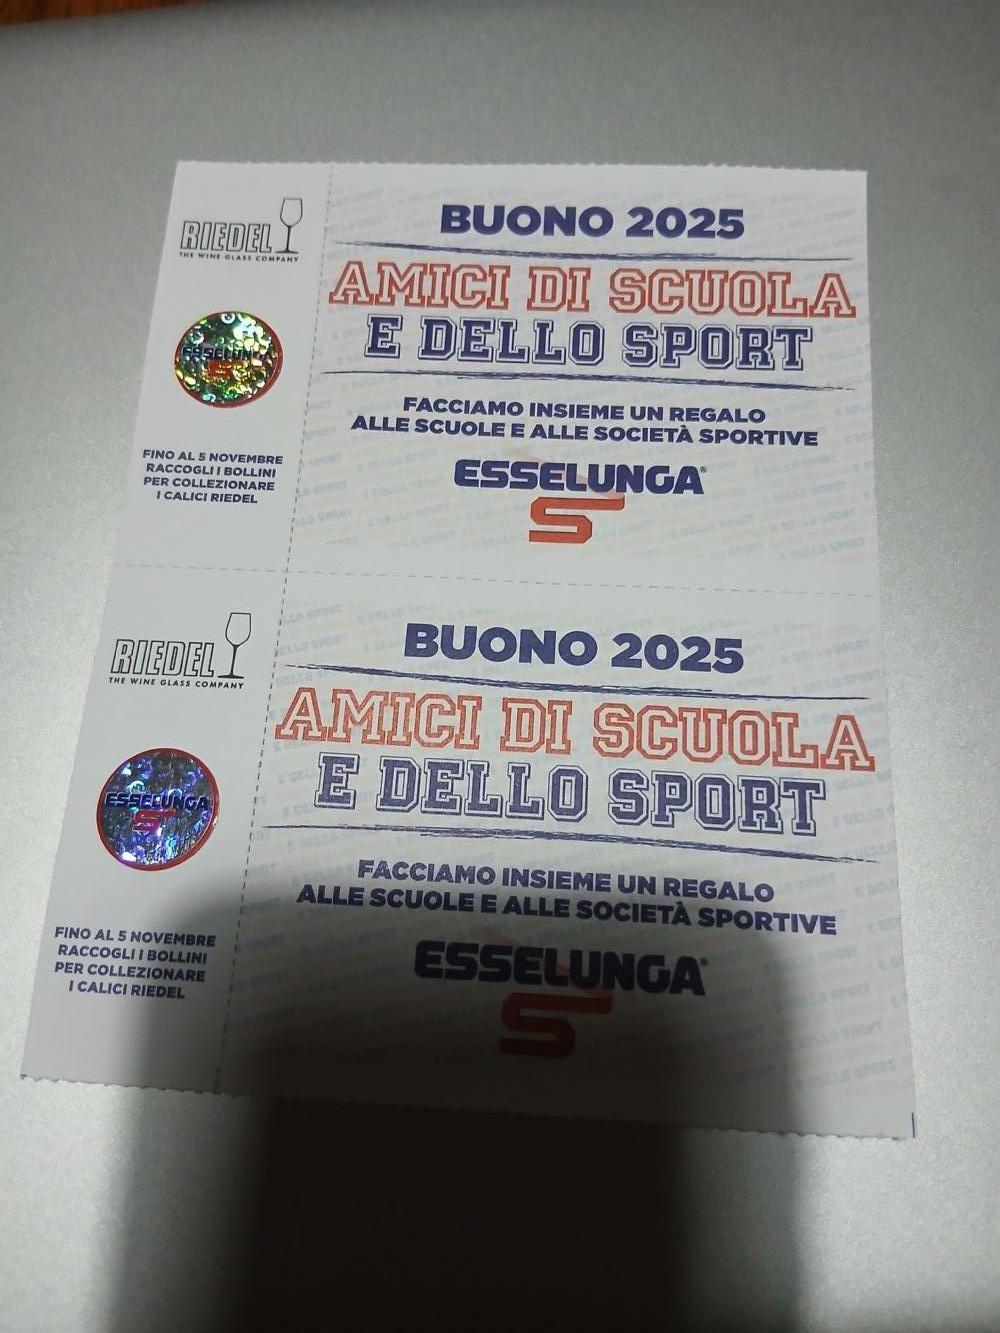 RIEDEL
THE WINE GLASS COMPANY
ESSELUNGA
S
FINO AL 5 NOVEMBRE
RACCOGLI I BOLLINI
PER COLLEZIONARE
I CALICI RIEDEL
BUONO 2025
AMICI DI SCUOLA
E DELLO SPORT
FACCIAMO INSIEME UN REGALO
ALLE SCUOLE E ALLE SOCIETÀ SPORTIVE
ESSELUNGA®
S
RIEDEL
THE WINE GLASS COMPANY
ESSELUNGA
S
FINO AL 5 NOVEMBRE
RACCOGLI I BOLLINI
PER COLLEZIONARE
I CALICI RIEDEL
BUONO 2025
AMICI DI SCUOLA
E DELLO SPORT
FACCIAMO INSIEME UN REGALO
ALLE SCUOLE E ALLE SOCIETÀ SPORTIVE
ESSELUNGA®
S